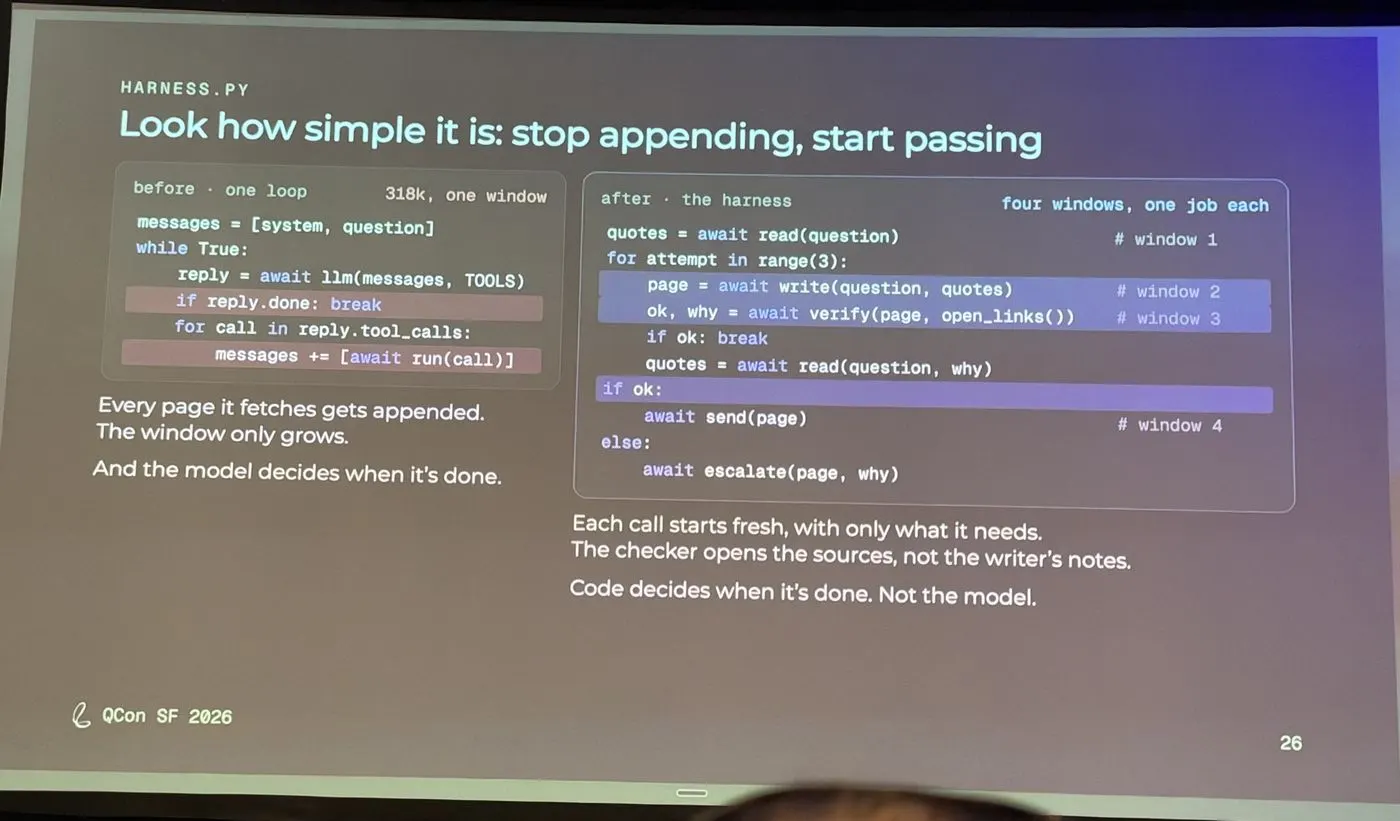 HARNESS.PY
Look how simple it is: stop appending, start passing
before · one loop 318k, one window
messages = [system, question]
while True:
reply = await llm(messages, TOOLS)
if reply.done: break
for call in reply.tool_calls:
messages += [await run(call)]
Every page it fetches gets appended.
The window only grows.
And the model decides when it's done.
after · the harness four windows, one job each
quotes = await read(question) # window 1
for attempt in range(3):
page = await write(question, quotes) # window 2
ok, why = await verify(page, open_links()) # window 3
if ok: break
quotes = await read(question, why)
if ok:
await send(page) # window 4
else:
await escalate(page, why)
Each call starts fresh, with only what it needs.
The checker opens the sources, not the writer's notes.
Code decides when it's done. Not the model.
QCon SF 2026
26